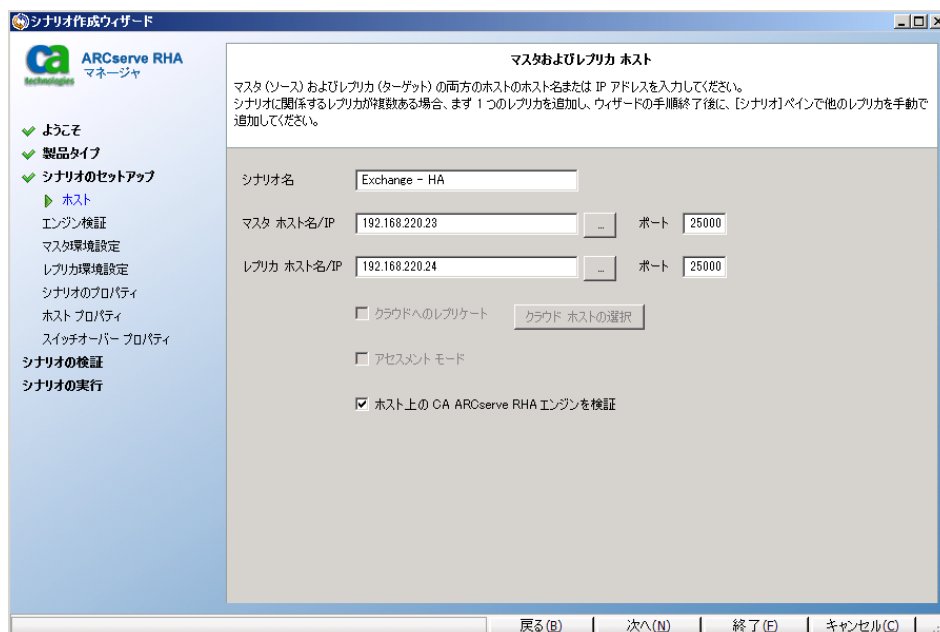 シナリオ作成ウィザード
ca
technologies
ARCserve RHA
マネージャ
ようこそ
製品タイプ
シナリオのセットアップ
ホスト
エンジン検証
マスタ環境設定
レプリカ環境設定
シナリオのプロパティ
ホスト プロパティ
スイッチオーバー プロパティ
シナリオの検証
シナリオの実行
マスタおよびレプリカ ホスト
マスタ (ソース) およびレプリカ (ターゲット) の両方のホストのホスト名または IP アドレスを入力してください。
シナリオに関係するレプリカが複数ある場合、まず 1 つのレプリカを追加し、ウィザードの手順終了後に、[シナリオ] ペインで他のレプリカを手動で
追加してください。
シナリオ名 Exchange - HA
マスタ ホスト名/IP 192.168.220.23 ... ポート 25000
レプリカ ホスト名/IP 192.168.220.24 ... ポート 25000
クラウドへのレプリケート クラウド ホストの選択
アセスメント モード
ホスト上の CA ARCserve RHA エンジンを検証
戻る(B) 次へ(N) 終了(F) キャンセル(C)